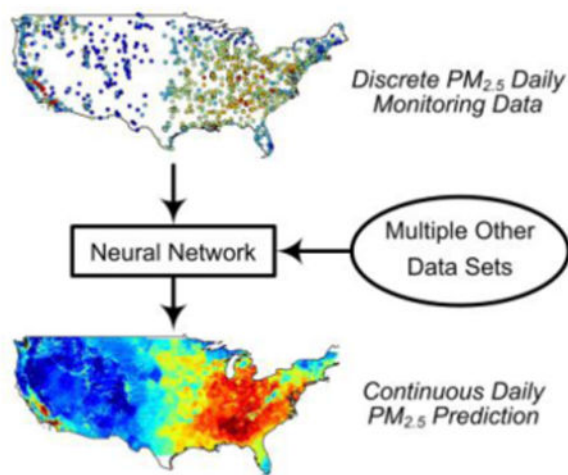 Discrete PM₂.₅ Daily
Monitoring Data
Neural Network
Multiple Other
Data Sets
Continuous Daily
PM₂.₅ Prediction